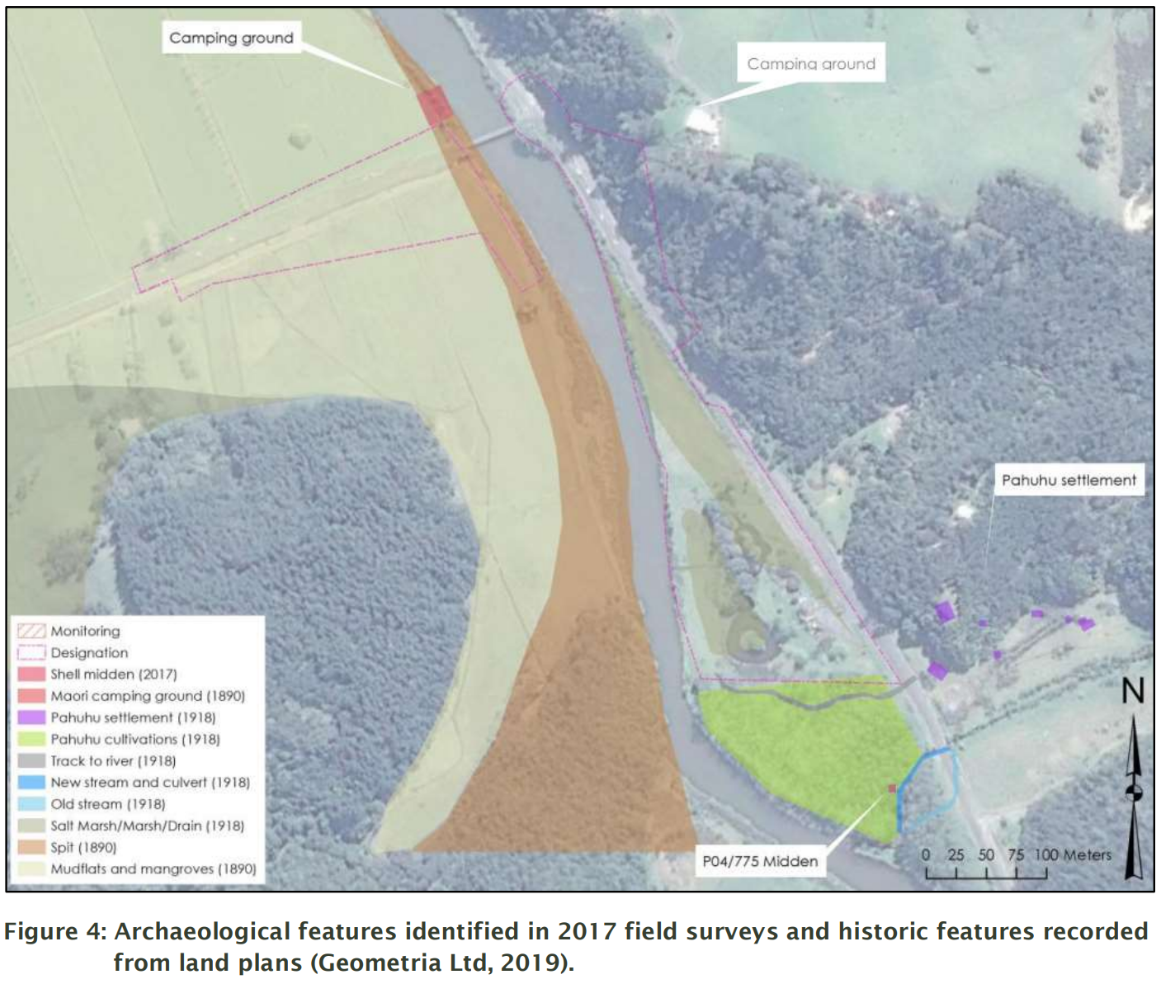 Camping ground
Camping ground
Pahuhu settlement
Monitoring
Designation
Shell midden (2017)
Maori camping ground (1890)
Pahuhu settlement (1918)
Pahuhu cultivations (1918)
Track to river (1918)
New stream and culvert (1918)
Old stream (1918)
Salt Marsh/Marsh/Drain (1918)
Spit (1890)
Mudflats and mangroves (1890)
P04/775 Midden
N
0 25 50 75 100 Meters
Figure 4: Archaeological features identified in 2017 field surveys and historic features recorded
from land plans (Geometria Ltd, 2019).